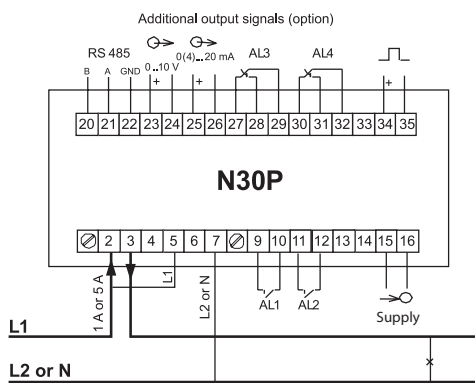 Additional output signals (option)
RS 485
0(4)...20 mA
AL3
AL4
B A GND 0...10 V
+ + +
20 21 22 23 24 25 26 27 28 29 30 31 32 33 34 35
N30P
2 3 4 5 6 7 9 10 11 12 13 14 15 16
1 A or 5 A
L1
L2 or N
AL1
AL2
Supply
L1
L2 or N